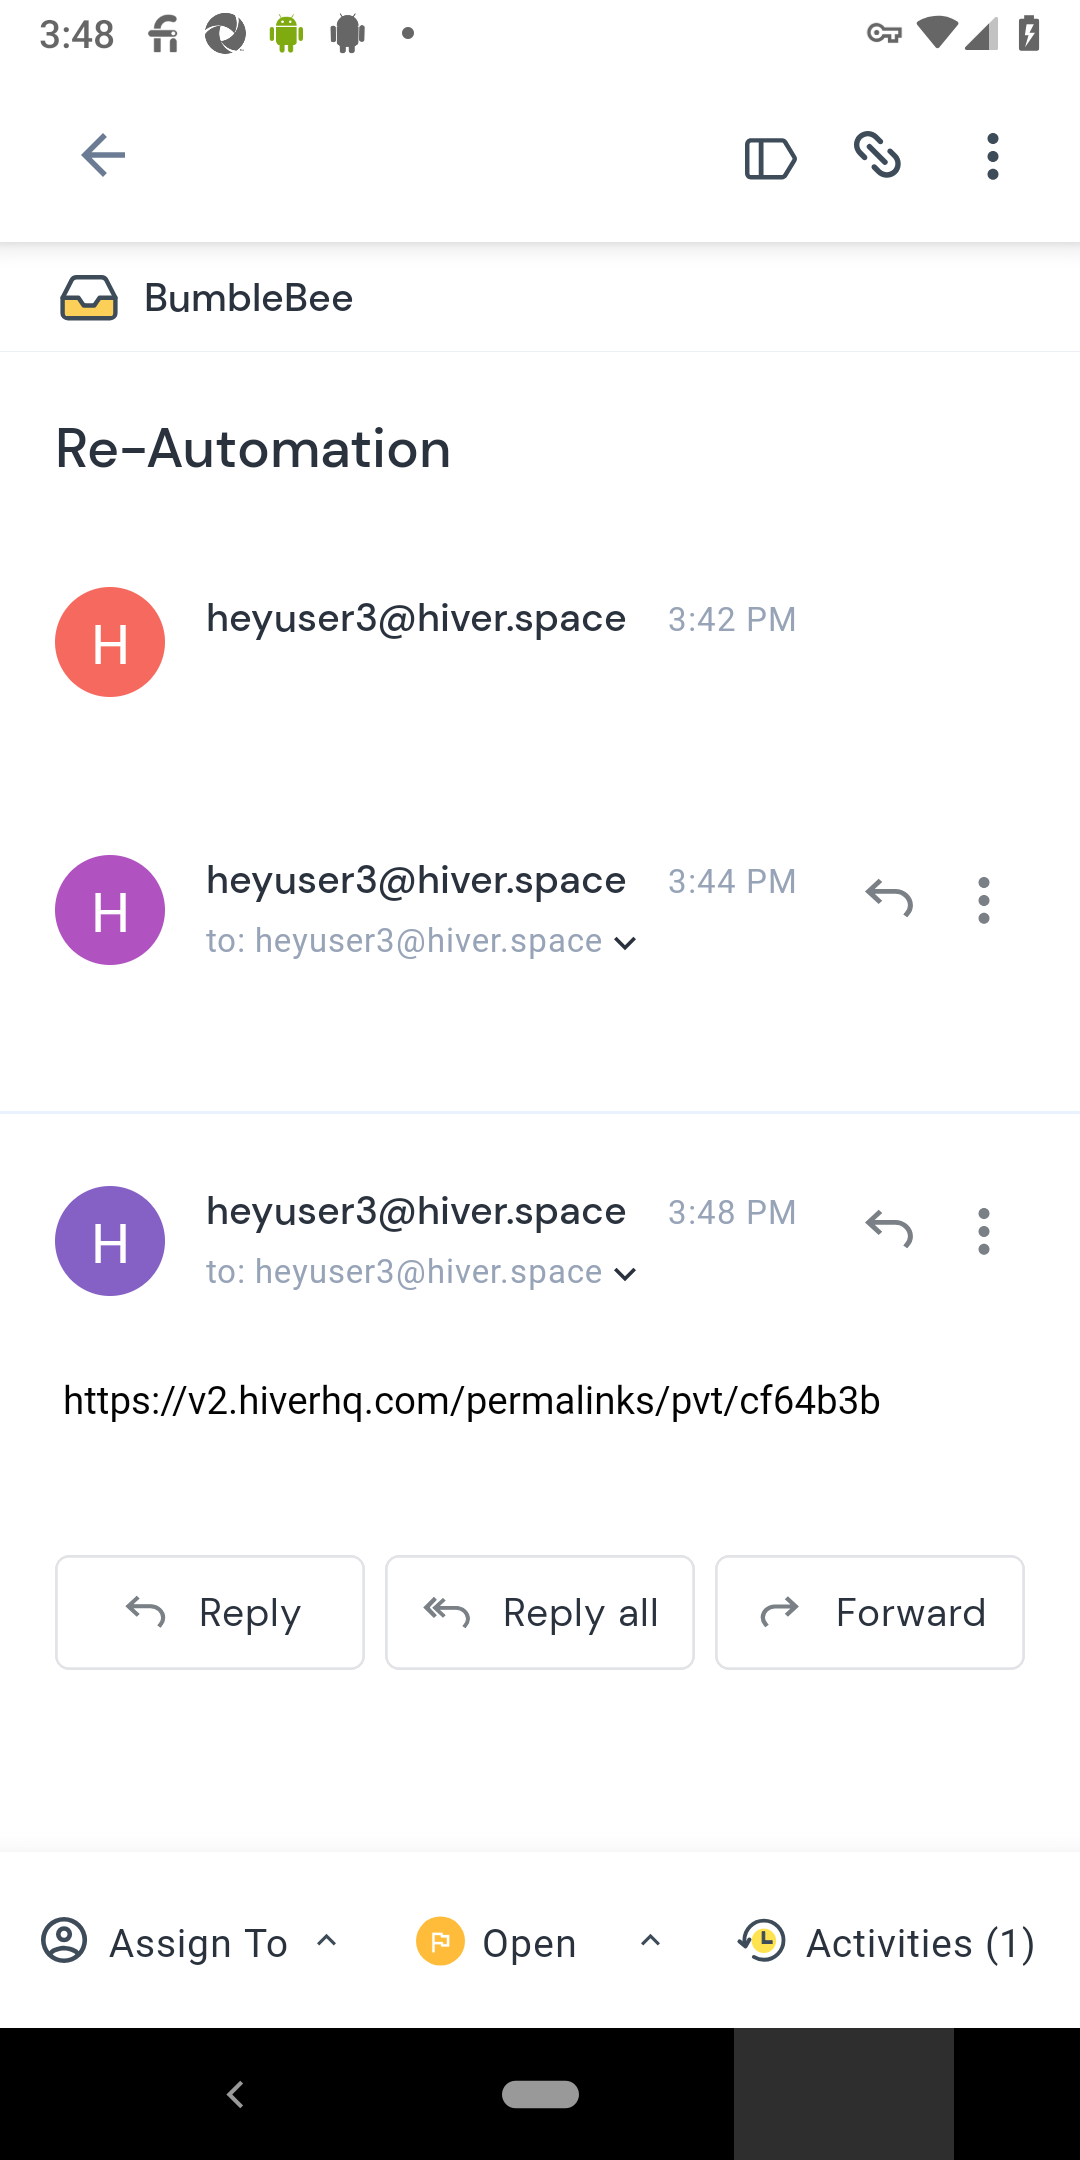 3:48
BumbleBee
Re-Automation
H heyuser3@hiver.space 3:42 PM
H heyuser3@hiver.space 3:44 PM
to: heyuser3@hiver.space
H heyuser3@hiver.space 3:48 PM
to: heyuser3@hiver.space
https://v2.hiverhq.com/permalinks/pvt/cf64b3b
Reply Reply all Forward
Assign To Open Activities (1)